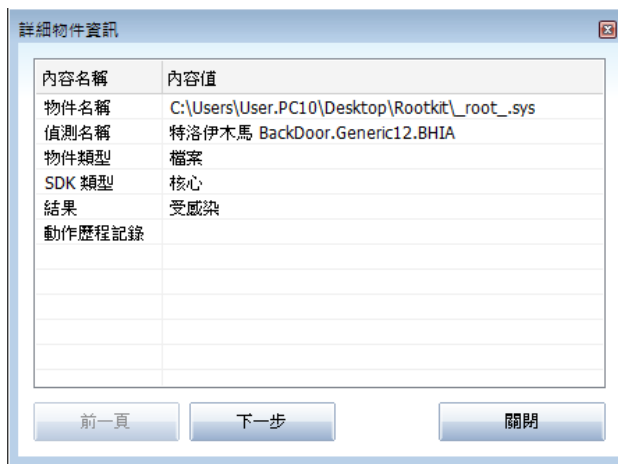 詳細物件資訊
內容名稱 內容值
物件名稱 C:\Users\User.PC10\Desktop\Rootkit\_root_.sys
偵測名稱 特洛伊木馬 BackDoor.Generic12.BHIA
物件類型 檔案
SDK 類型 核心
結果 受感染
動作歷程記錄
前一頁 下一步 關閉